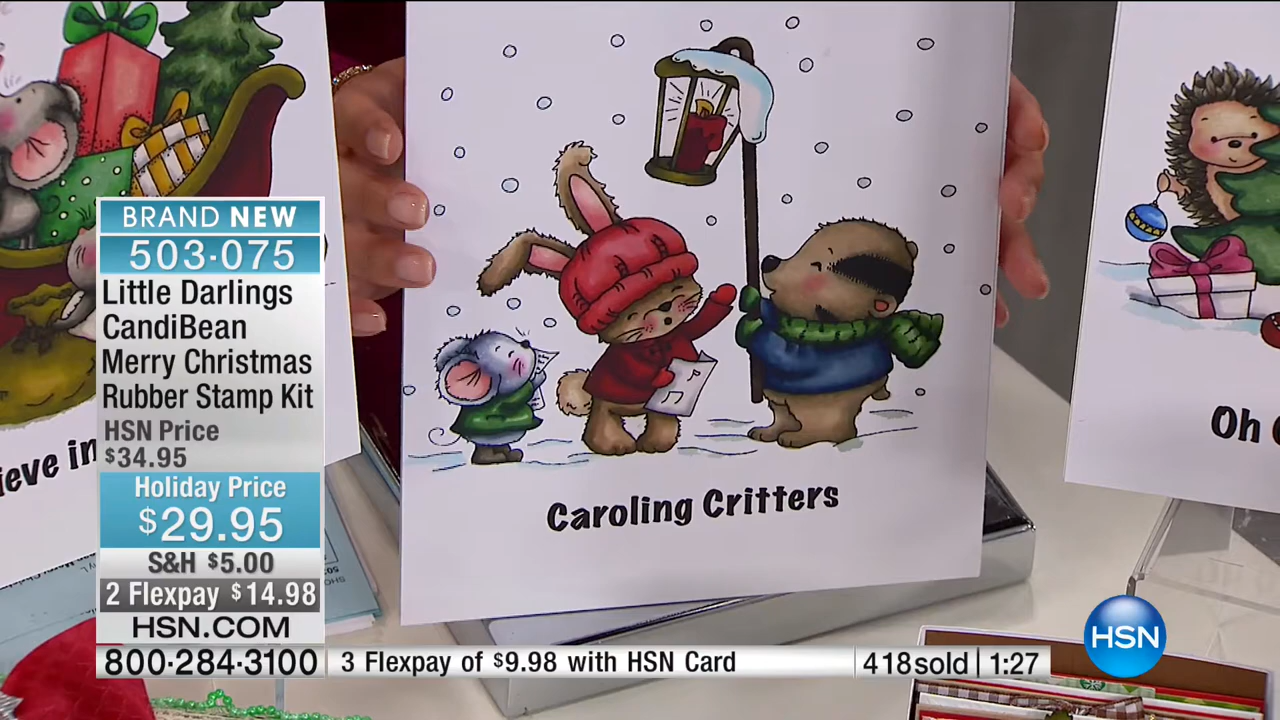 BRAND NEW
503·075
Little Darlings
CandiBean
Merry Christmas
Rubber Stamp Kit
HSN Price
$34.95
Holiday Price
$29.95
S&H $5.00
2 Flexpay $14.98
HSN.COM
800·284·3100
3 Flexpay of $9.98 with HSN Card
418sold
1:27
HSN
Caroling Critters
ieve in
Oh